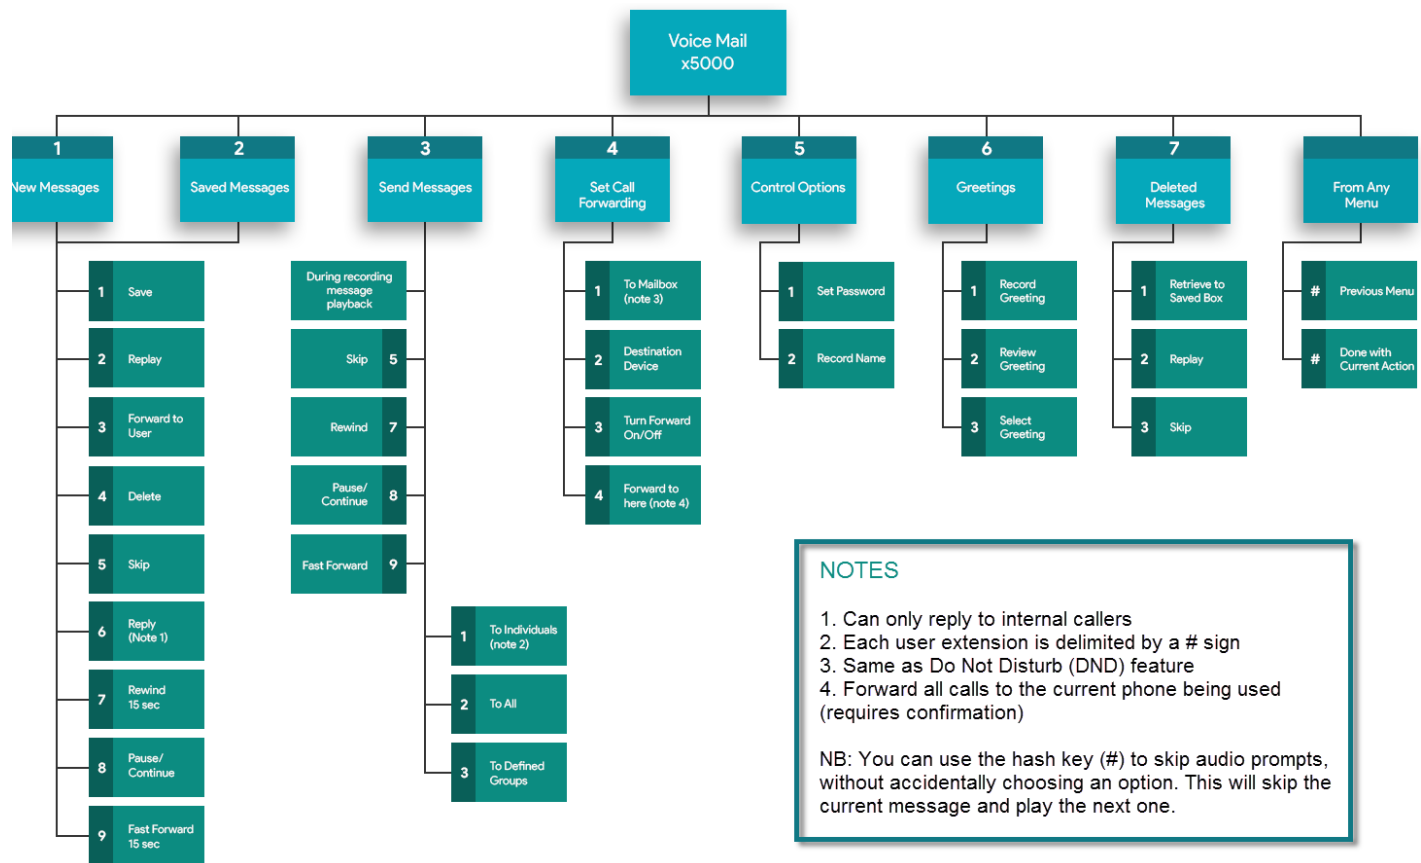 Voice Mail
x5000
1
New Messages
2
Saved Messages
3
Send Messages
4
Set Call
Forwarding
5
Control Options
6
Greetings
7
Deleted
Messages
From Any
Menu
1 Save
2 Replay
3 Forward to
User
4 Delete
5 Skip
6 Reply
(Note 1)
7 Rewind
15 sec
8 Pause/
Continue
9 Fast Forward
15 sec
During recording
message
playback
Skip 5
Rewind 7
Pause/
Continue 8
Fast Forward 9
1 To Individuals
(note 2)
2 To All
3 To Defined
Groups
1 To Mailbox
(note 3)
2 Destination
Device
3 Turn Forward
On/Off
4 Forward to
here (note 4)
1 Set Password
2 Record Name
1 Record
Greeting
2 Review
Greeting
3 Select
Greeting
1 Retrieve to
Saved Box
2 Replay
3 Skip
# Previous Menu
# Done with
Current Action
NOTES
1. Can only reply to internal callers
2. Each user extension is delimited by a # sign
3. Same as Do Not Disturb (DND) feature
4. Forward all calls to the current phone being used
(requires confirmation)
NB: You can use the hash key (#) to skip audio prompts,
without accidentally choosing an option. This will skip the
current message and play the next one.